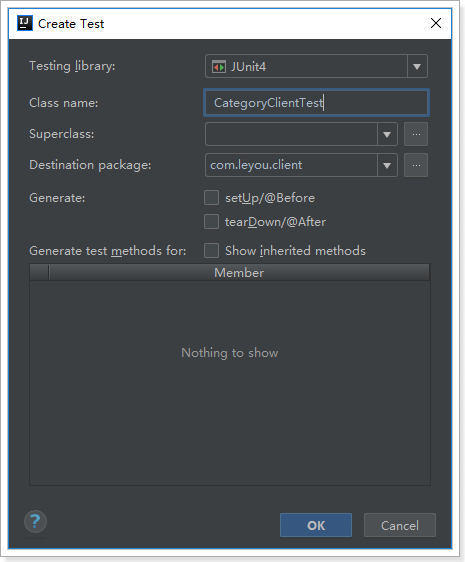 IJ Create Test
Testing library: JUnit4
Class name: CategoryClientTest
Superclass: ...
Destination package: com.leyou.client ...
Generate: setUp/@Before
tearDown/@After
Generate test methods for: Show inherited methods
Member
Nothing to show
? OK Cancel